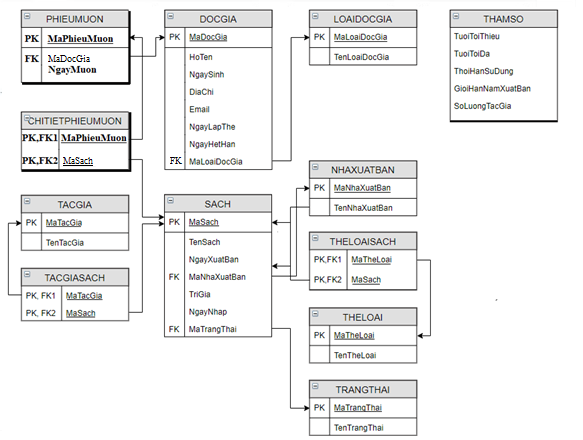 PHIEUMUON
PK MaPhieuMuon
FK MaDocGia
NgayMuon
DOCGIA
PK MaDocGia
HoTen
NgaySinh
DiaChi
Email
NgayLapThe
NgayHetHan
FK MaLoaiDocGia
LOAIDOCGIA
PK MaLoaiDocGia
TenLoaiDocGia
THAMSO
TuoiToiThieu
TuoiToiDa
ThoiHanSuDung
GioiHanNamXuatBan
SoLuongTacGia
CHITIETPHIEUMUON
PK,FK1 MaPhieuMuon
PK,FK2 MaSach
TACGIA
PK MaTacGia
TenTacGia
TACGIASACH
PK, FK1 MaTacGia
PK, FK2 MaSach
SACH
PK MaSach
TenSach
NgayXuatBan
FK MaNhaXuatBan
TriGia
NgayNhap
FK MaTrangThai
NHAXUATBAN
PK MaNhaXuatBan
TenNhaXuatBan
THELOAISACH
PK,FK1 MaTheLoai
PK,FK2 MaSach
THELOAI
PK MaTheLoai
TenTheLoai
TRANGTHAI
PK MaTrangThai
TenTrangThai